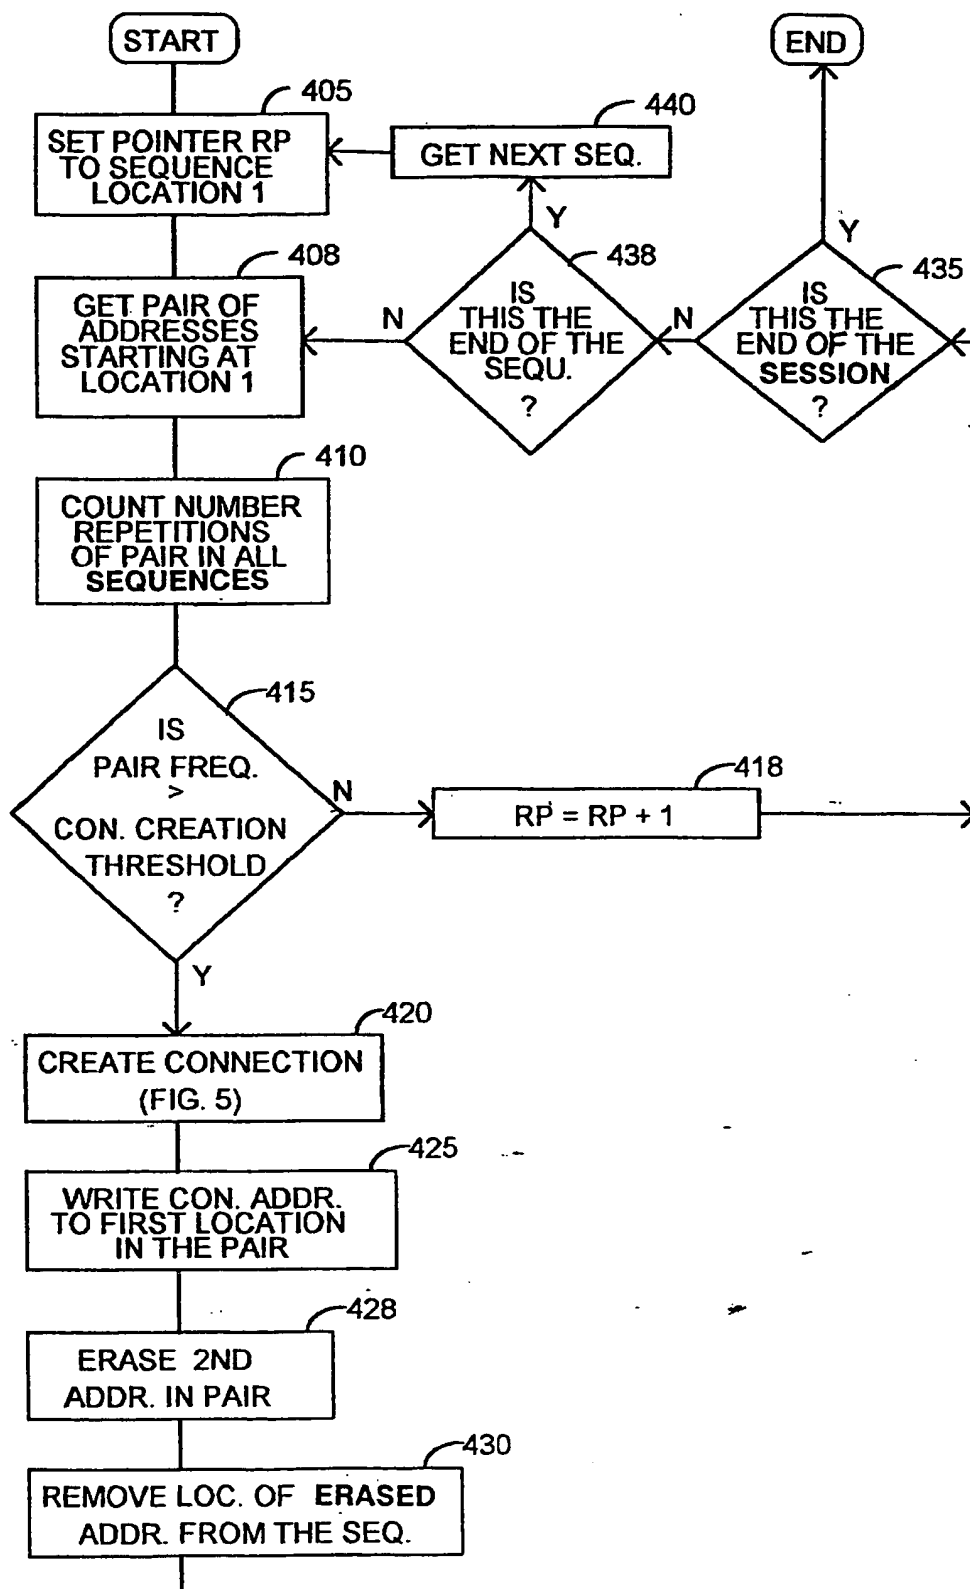 START
END
405
SET POINTER RP
TO SEQUENCE
LOCATION 1
440
GET NEXT SEQ.
Y
Y
408
GET PAIR OF
ADDRESSES
STARTING AT
LOCATION 1
N
438
IS
THIS THE
END OF THE
SEQU.
?
N
435
IS
THIS THE
END OF THE
SESSION
?
410
COUNT NUMBER
REPETITIONS
OF PAIR IN ALL
SEQUENCES
415
IS
PAIR FREQ.
>
CON. CREATION
THRESHOLD
?
N
418
RP = RP + 1
Y
420
CREATE CONNECTION
(FIG. 5)
425
WRITE CON. ADDR.
TO FIRST LOCATION
IN THE PAIR
428
ERASE 2ND
ADDR. IN PAIR
430
REMOVE LOC. OF ERASED
ADDR. FROM THE SEQ.